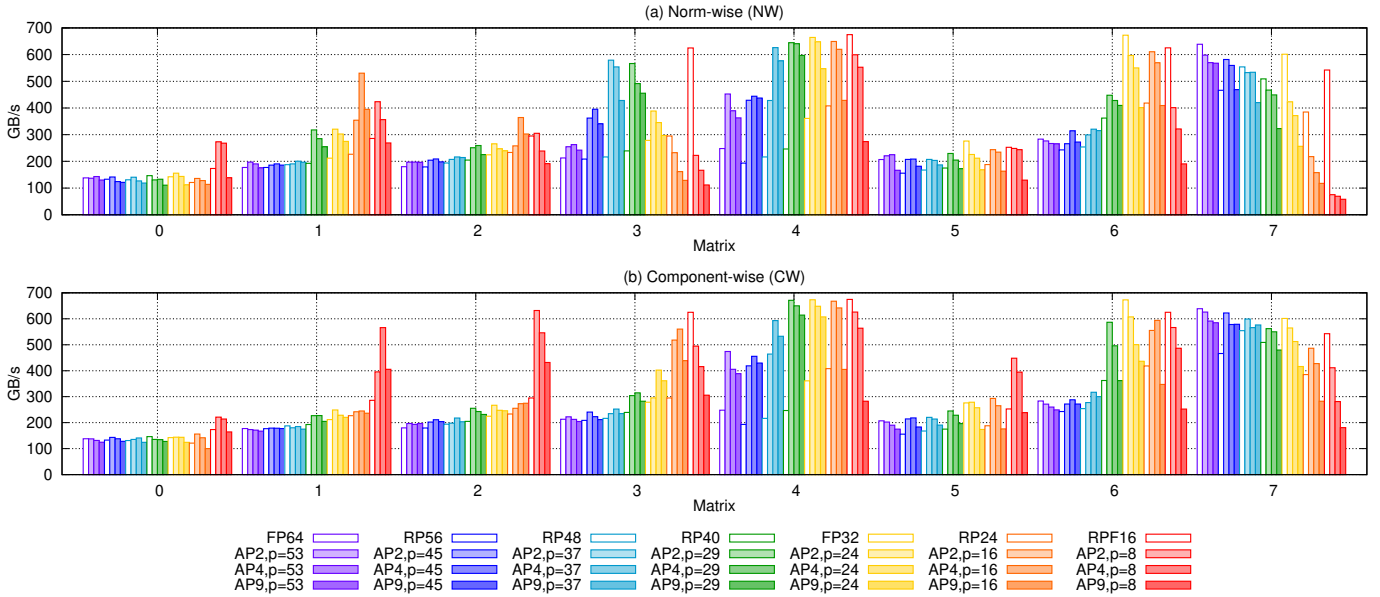 (a) Norm-wise (NW)
700
600
500
400
300
200
100
0
GB/s
0 1 2 3 4 5 6 7
Matrix
(b) Component-wise (CW)
700
600
500
400
300
200
100
0
GB/s
0 1 2 3 4 5 6 7
Matrix
FP64 RP56 RP48 RP40 FP32 RP24 RPF16
AP2,p=53 AP2,p=45 AP2,p=37 AP2,p=29 AP2,p=24 AP2,p=16 AP2,p=8
AP4,p=53 AP4,p=45 AP4,p=37 AP4,p=29 AP4,p=24 AP4,p=16 AP4,p=8
AP9,p=53 AP9,p=45 AP9,p=37 AP9,p=29 AP9,p=24 AP9,p=16 AP9,p=8